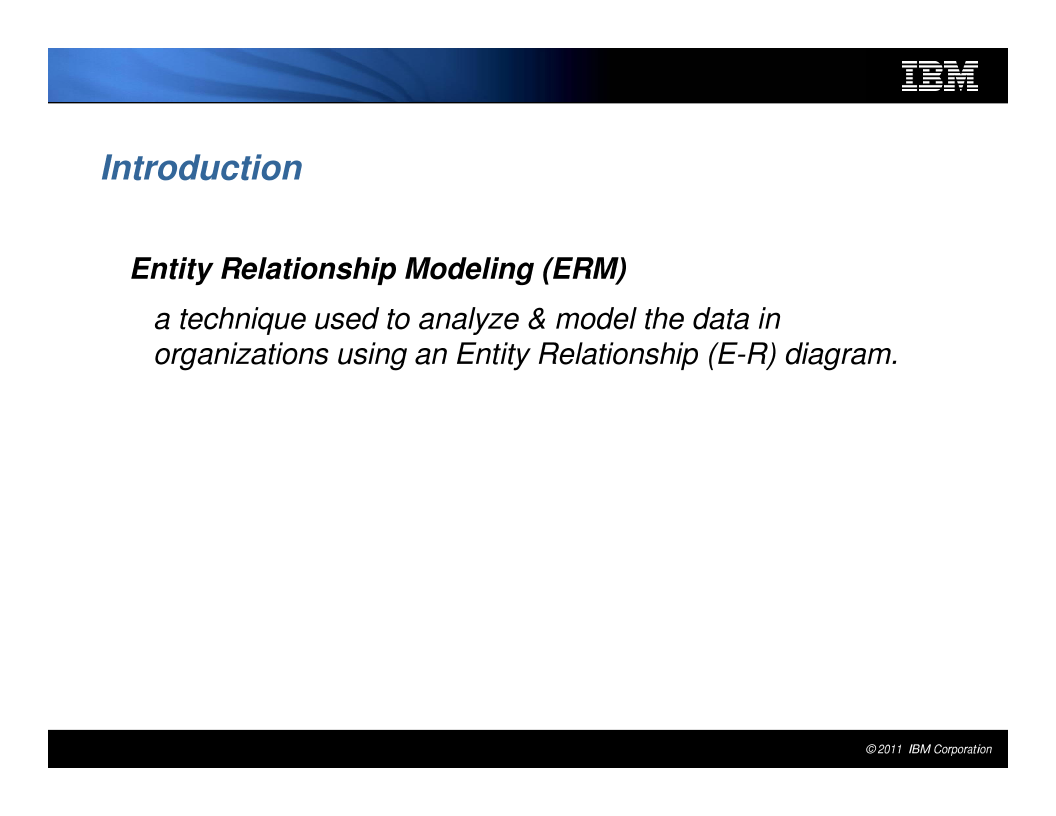 IBM
Introduction
Entity Relationship Modeling (ERM)
a technique used to analyze & model the data in
organizations using an Entity Relationship (E-R) diagram.
© 2011 IBM Corporation